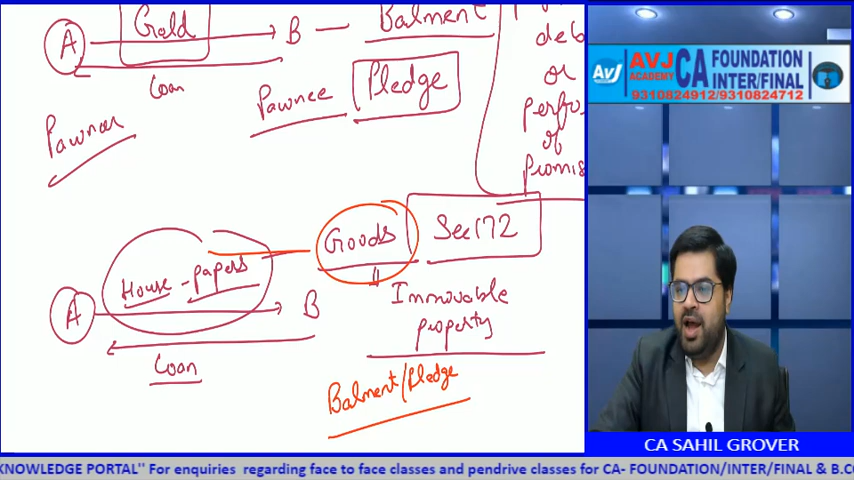 A
Gold
B
Balment
Loan
Pawnor
Pawnee
Pledge
deb
or
perfo
of
promis
Goods
Sec 172
A
House - papers
B
Immovable
property
Loan
Balment/Pledge
AVJ
AVJ
ACADEMY
CA
FOUNDATION
INTER/FINAL
9310824912/9310824712
CA SAHIL GROVER
KNOWLEDGE PORTAL" For enquiries regarding face to face classes and pendrive classes for CA- FOUNDATION/INTER/FINAL & B.C